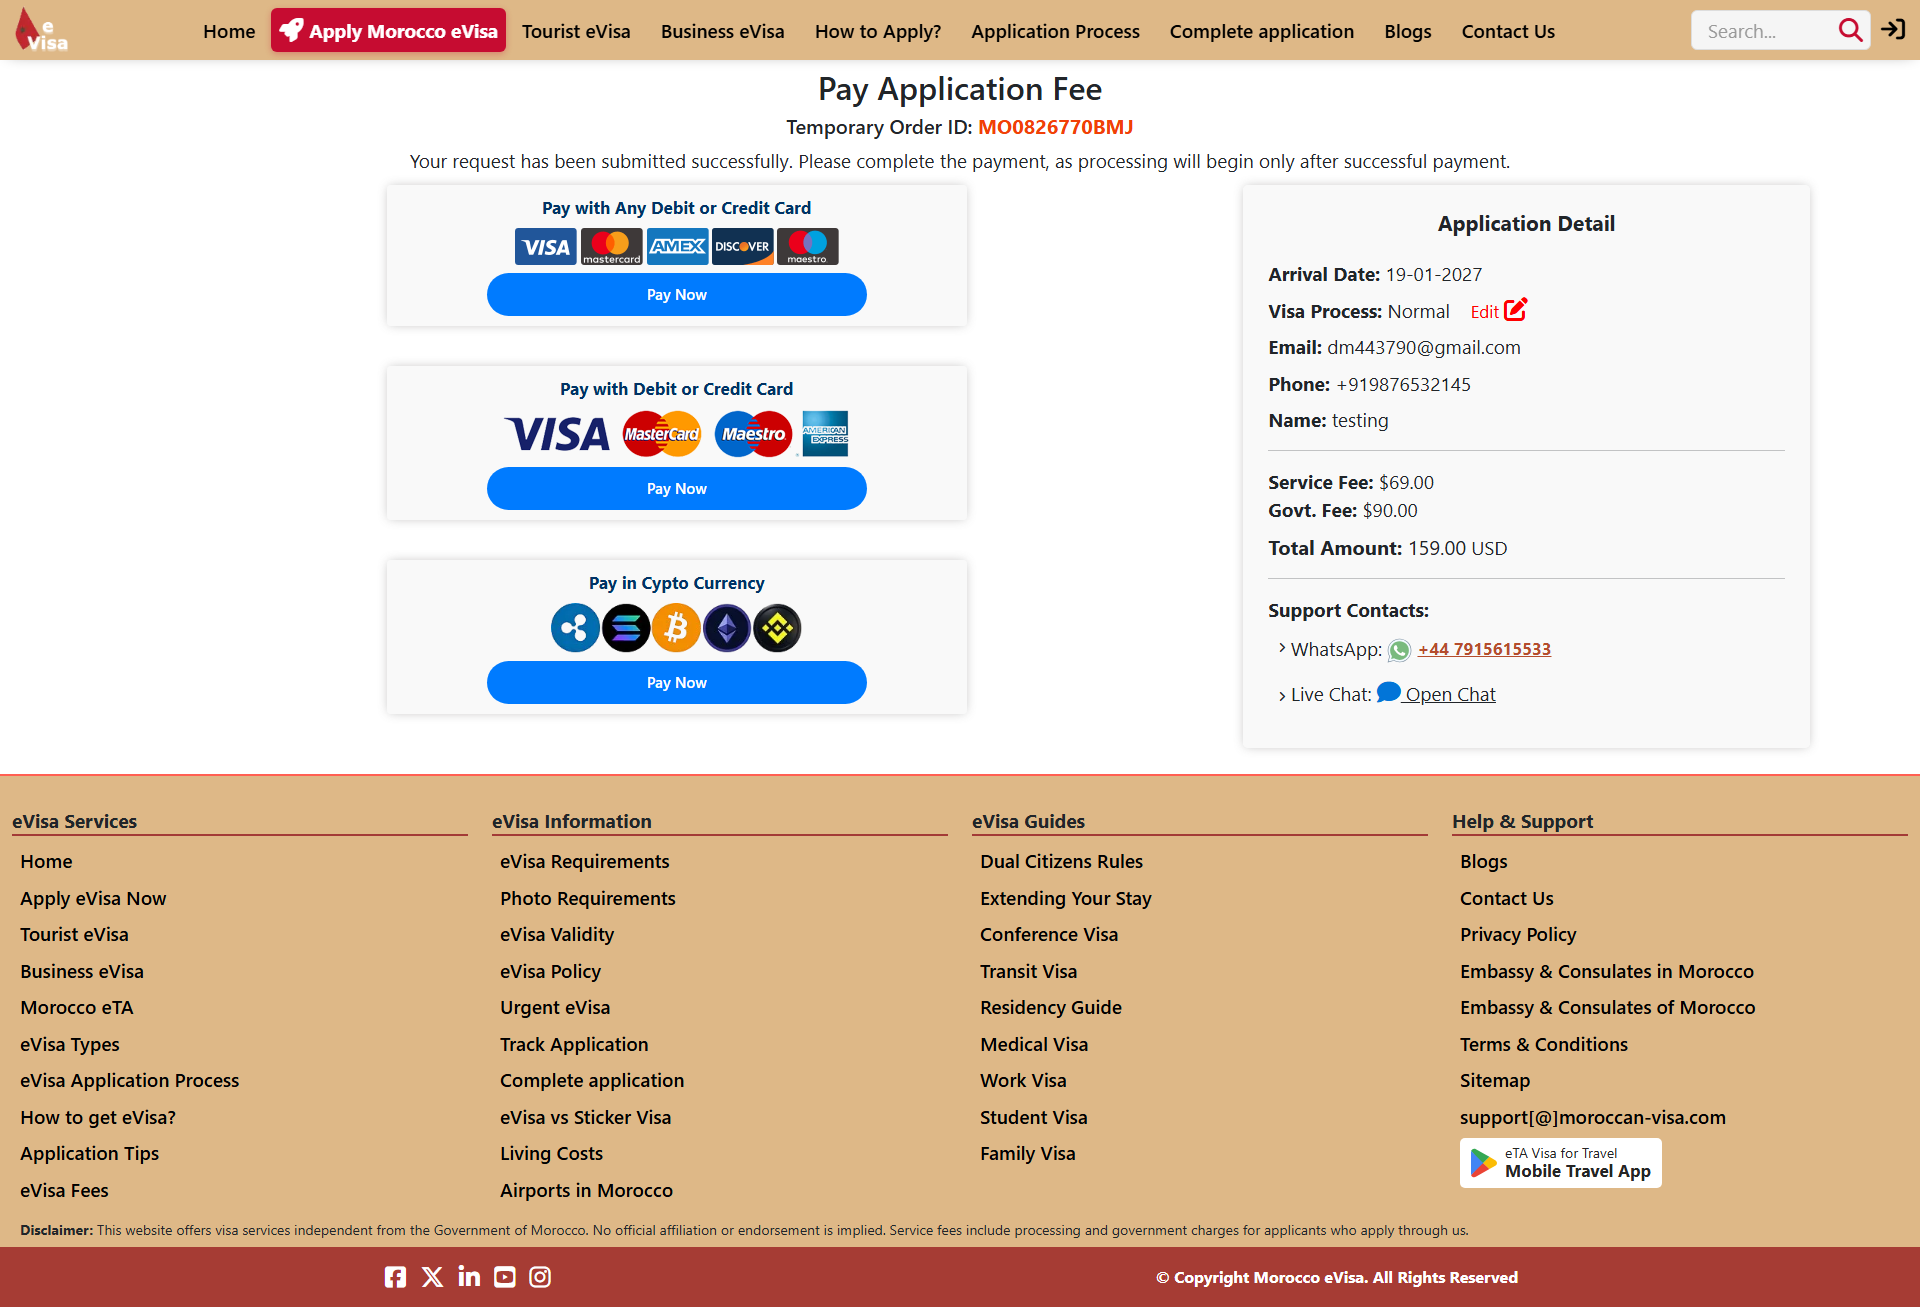 e
Visa
Home
Apply Morocco eVisa
Tourist eVisa
Business eVisa
How to Apply?
Application Process
Complete application
Blogs
Contact Us
Search...
Pay Application Fee
Temporary Order ID: MO0826770BMJ
Your request has been submitted successfully. Please complete the payment, as processing will begin only after successful payment.
Pay with Any Debit or Credit Card
VISA
mastercard
AMEX
DISCOVER
maestro
Pay Now
Pay with Debit or Credit Card
VISA
MasterCard
Maestro
AMERICAN
EXPRESS
Pay Now
Pay in Cypto Currency
Pay Now
Application Detail
Arrival Date: 19-01-2027
Visa Process: Normal Edit
Email: dm443790@gmail.com
Phone: +919876532145
Name: testing
Service Fee: $69.00
Govt. Fee: $90.00
Total Amount: 159.00 USD
Support Contacts:
WhatsApp: +44 7915615533
Live Chat: Open Chat
eVisa Services
Home
Apply eVisa Now
Tourist eVisa
Business eVisa
Morocco eTA
eVisa Types
eVisa Application Process
How to get eVisa?
Application Tips
eVisa Fees
eVisa Information
eVisa Requirements
Photo Requirements
eVisa Validity
eVisa Policy
Urgent eVisa
Track Application
Complete application
eVisa vs Sticker Visa
Living Costs
Airports in Morocco
eVisa Guides
Dual Citizens Rules
Extending Your Stay
Conference Visa
Transit Visa
Residency Guide
Medical Visa
Work Visa
Student Visa
Family Visa
Help & Support
Blogs
Contact Us
Privacy Policy
Embassy & Consulates in Morocco
Embassy & Consulates of Morocco
Terms & Conditions
Sitemap
support[@]moroccan-visa.com
eTA Visa for Travel
Mobile Travel App
Disclaimer: This website offers visa services independent from the Government of Morocco. No official affiliation or endorsement is implied. Service fees include processing and government charges for applicants who apply through us.
© Copyright Morocco eVisa. All Rights Reserved